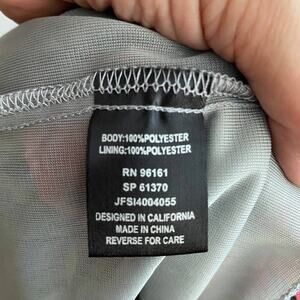 BODY:100%POLYESTER
LINING:100%POLYESTER
RN 96161
SP 61370
JFSI4004055
DESIGNED IN CALIFORNIA
MADE IN CHINA
REVERSE FOR CARE